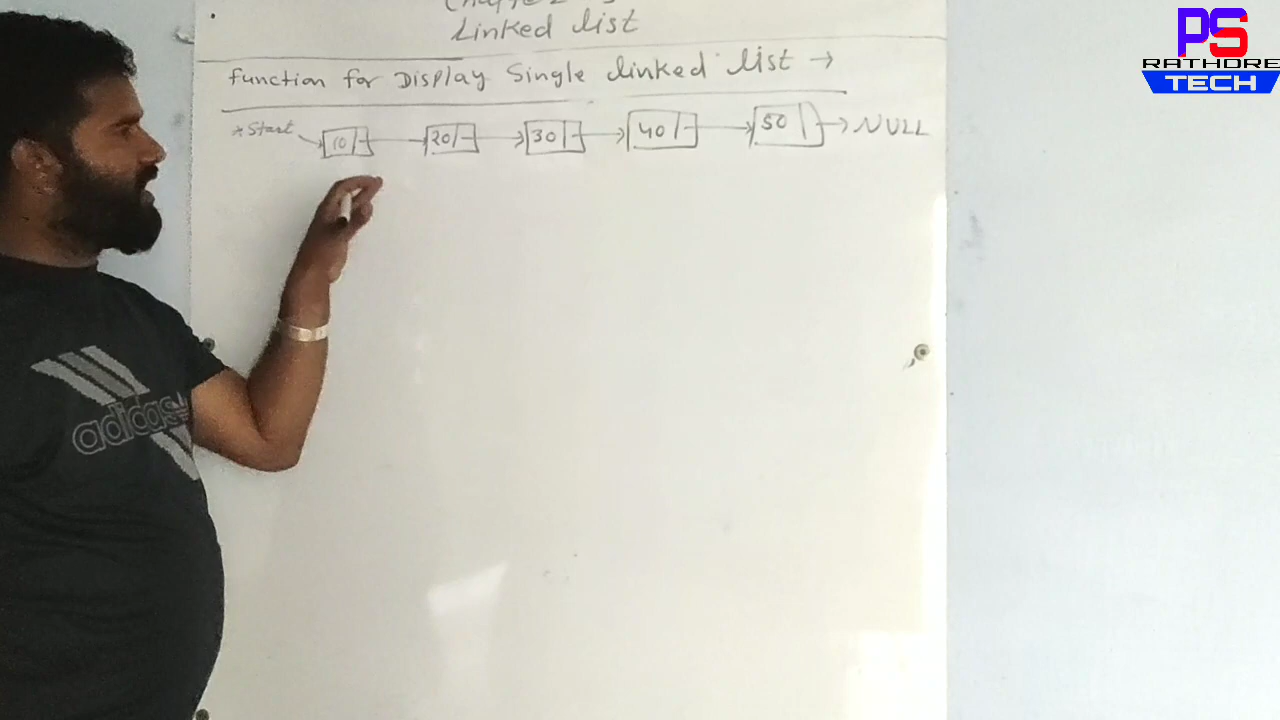 Linked list
function for Display Single linked list →
*Start 10 20 30 40 50 NULL
PS
RATHORE
TECH
adidas